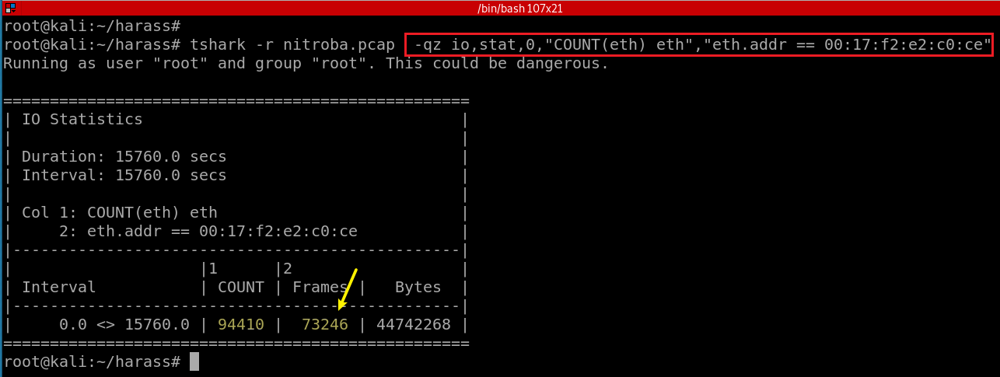 /bin/bash 107x21
root@kali:~/harass#
root@kali:~/harass# tshark -r nitroba.pcap  -qz io,stat,0,"COUNT(eth) eth","eth.addr == 00:17:f2:e2:c0:ce"
Running as user "root" and group "root". This could be dangerous.
==================================================
| IO Statistics                                  |
|                                                |
| Duration: 15760.0 secs                         |
| Interval: 15760.0 secs                         |
|                                                |
| Col 1: COUNT(eth) eth                          |
|     2: eth.addr == 00:17:f2:e2:c0:ce           |
|------------------------------------------------|
|                    |1      |2                  |
| Interval           | COUNT | Frames |   Bytes  |
|------------------------------------------------|
|     0.0 <> 15760.0 | 94410 |  73246 | 44742268 |
==================================================
root@kali:~/harass#